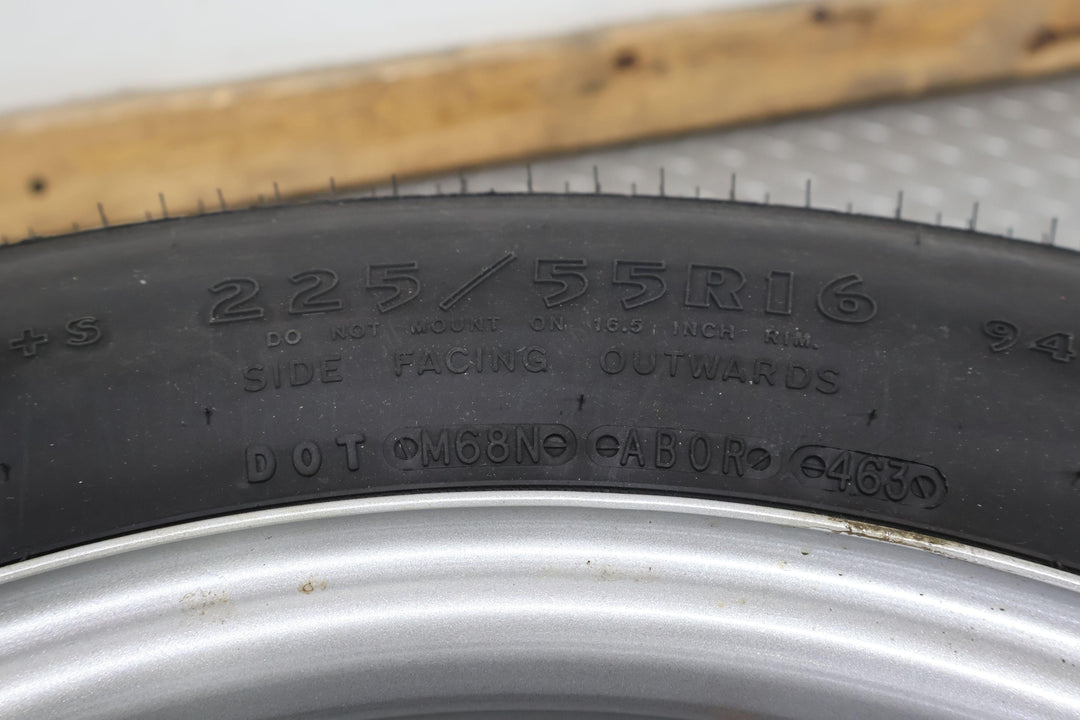 +S 225/55R16 94
DO NOT MOUNT ON 16.5 INCH RIM.
SIDE FACING OUTWARDS
DOT M68N ABOR 463